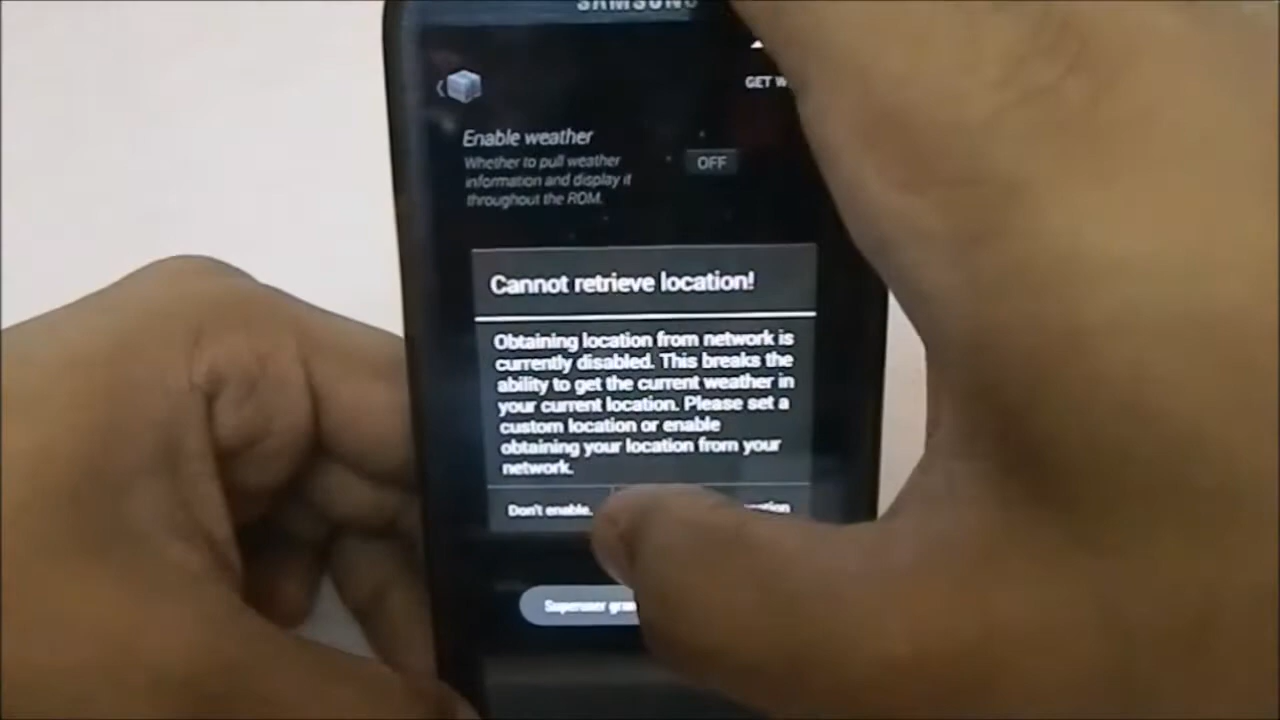 SAMSUNG
GET
Enable weather
OFF
Whether to pull weather
information and display it
throughout the ROM.
Cannot retrieve location!
Obtaining location from network is
currently disabled. This breaks the
ability to get the current weather in
your current location. Please set a
custom location or enable
obtaining your location from your
network.
Don't enable.
Superuser